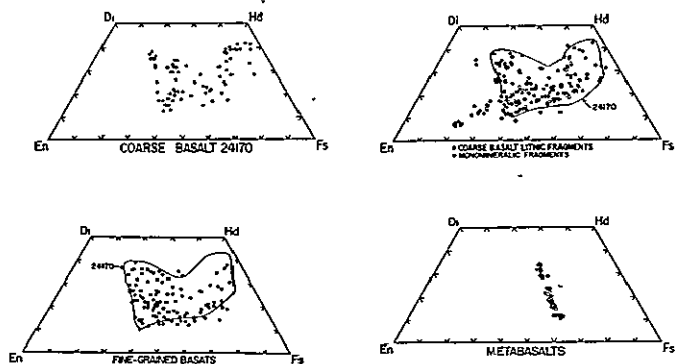 Di Hd
En Fs
COARSE BASALT 24170
Di Hd
24170
En Fs
• COARSE BASALT LITHIC FRAGMENTS
• MONOMINERALIC FRAGMENTS
Di Hd
24170
En Fs
FINE-GRAINED BASATS
Di Hd
En Fs
METABASALTS